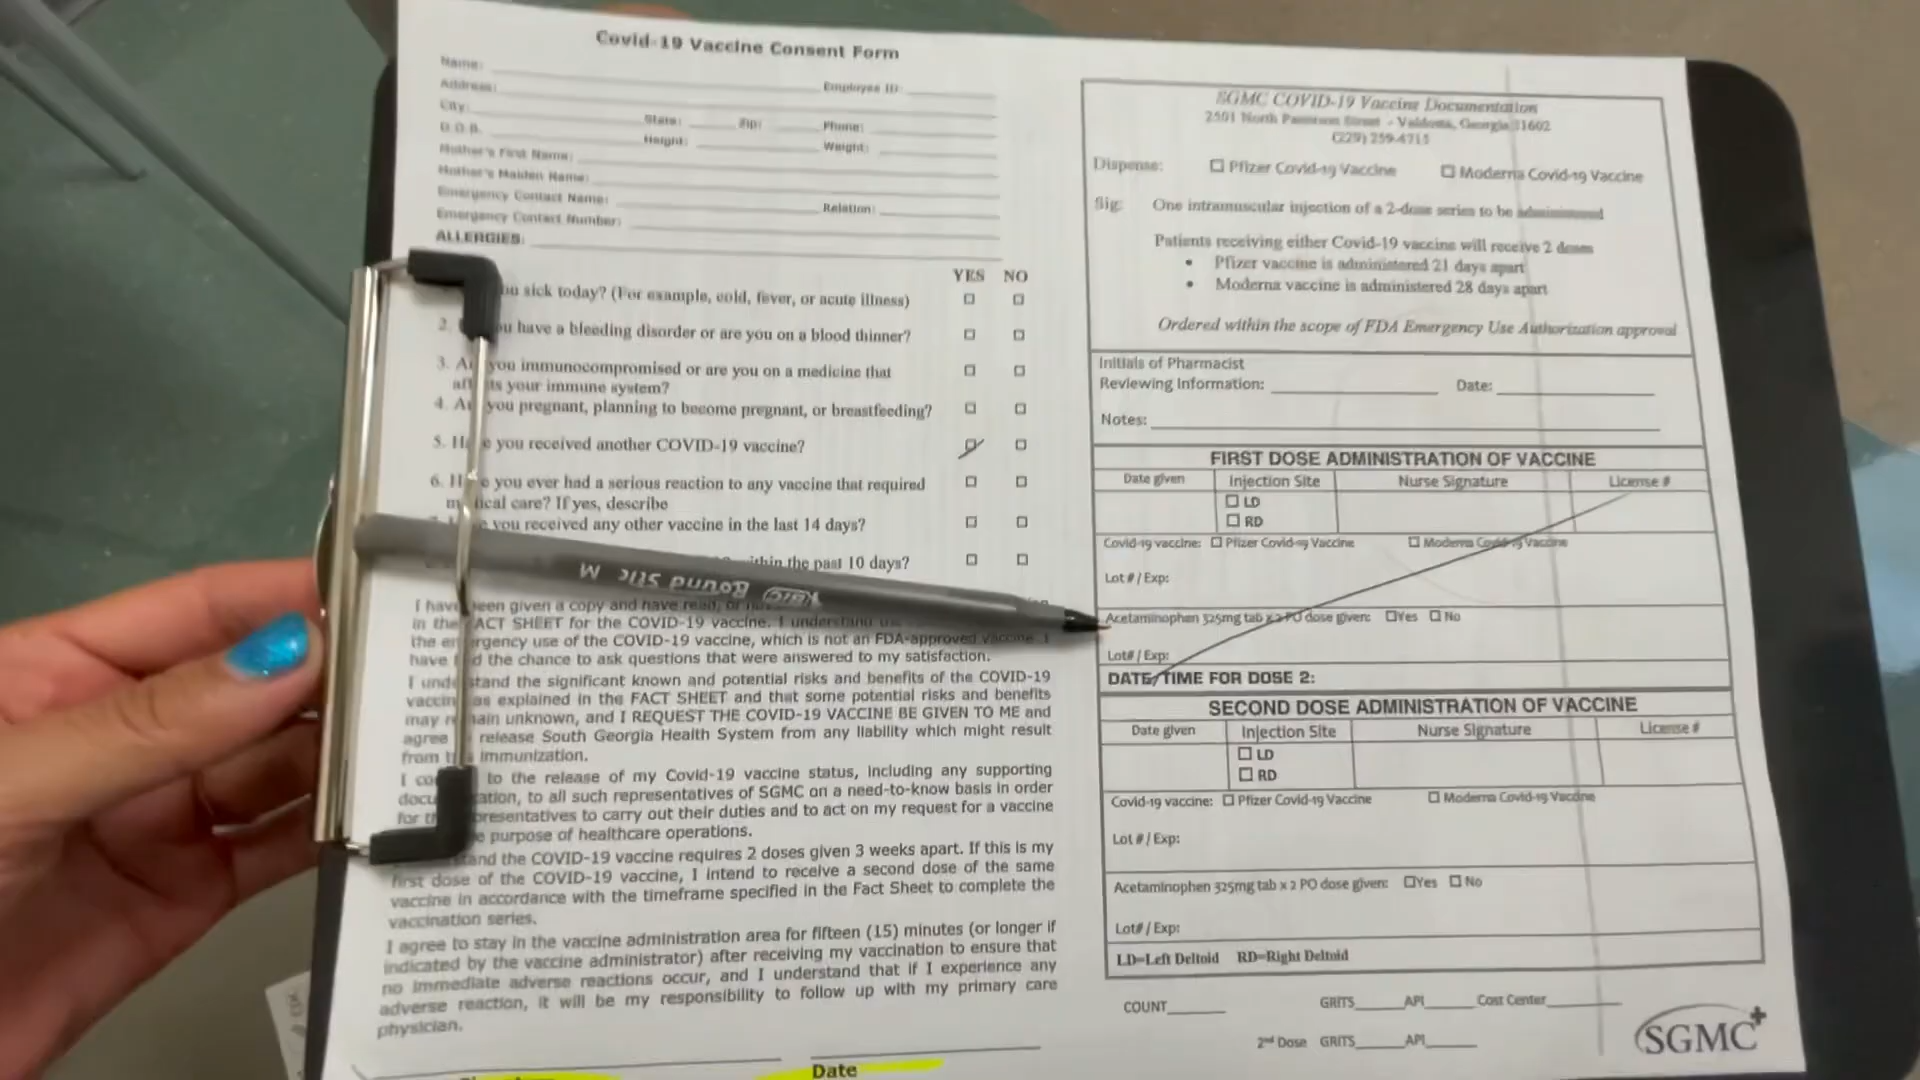 Covid-19 Vaccine Consent Form
Name:
Address: Employee ID:
City: State: Zip: Phone:
D.O.B. Height: Weight:
Mother's First Name:
Mother's Maiden Name:
Emergency Contact Name: Relation:
Emergency Contact Number:
ALLERGIES:
YES NO
sick today? (For example, cold, fever, or acute illness)
2. have a bleeding disorder or are you on a blood thinner?
3. you immunocompromised or are you on a medicine that
your immune system?
4. you pregnant, planning to become pregnant, or breastfeeding?
5. you received another COVID-19 vaccine?
6. you ever had a serious reaction to any vaccine that required
care? If yes, describe
you received any other vaccine in the last 14 days?
the past 10 days?
I have been given a copy and have read, or
in the FACT SHEET for the COVID-19 vaccine. I understand
the emergency use of the COVID-19 vaccine, which is not an FDA-approved vaccine. I
have the chance to ask questions that were answered to my satisfaction.
I understand the significant known and potential risks and benefits of the COVID-19
vaccine as explained in the FACT SHEET and that some potential risks and benefits
may remain unknown, and I REQUEST THE COVID-19 VACCINE BE GIVEN TO ME and
agree release South Georgia Health System from any liability which might result
from immunization.
I to the release of my Covid-19 vaccine status, including any supporting
to all such representatives of SGMC on a need-to-know basis in order
for representatives to carry out their duties and to act on my request for a vaccine
purpose of healthcare operations.
the COVID-19 vaccine requires 2 doses given 3 weeks apart. If this is my
first dose of the COVID-19 vaccine, I intend to receive a second dose of the same
vaccine in accordance with the timeframe specified in the Fact Sheet to complete the
vaccination series.
I agree to stay in the vaccine administration area for fifteen (15) minutes (or longer if
indicated by the vaccine administrator) after receiving my vaccination to ensure that
no immediate adverse reactions occur, and I understand that if I experience any
adverse reaction, it will be my responsibility to follow up with my primary care
physician.
Date
Round Stic M
SGMC COVID-19 Vaccine Documentation
2501 North Patterson Street - Valdosta, Georgia 31602
(229) 259-4715
Dispense: Pfizer Covid-19 Vaccine Moderna Covid-19 Vaccine
Sig: One intramuscular injection of a 2-dose series to be administered
Patients receiving either Covid-19 vaccines will receive 2 doses
• Pfizer vaccine is administered 21 days apart
• Moderna vaccine is administered 28 days apart
Ordered within the scope of FDA Emergency Use Authorization approval
Initials of Pharmacist
Reviewing Information: Date:
Notes:
FIRST DOSE ADMINISTRATION OF VACCINE
Date given Injection Site Nurse Signature License #
LD
RD
Covid-19 vaccine: Pfizer Covid-19 Vaccine Moderna Covid-19 Vaccine
Lot # / Exp:
Acetaminophen 325mg tab x 2 PO dose given: Yes No
Lot# / Exp:
DATE/TIME FOR DOSE 2:
SECOND DOSE ADMINISTRATION OF VACCINE
Date given Injection Site Nurse Signature License #
LD
RD
Covid-19 vaccine: Pfizer Covid-19 Vaccine Moderna Covid-19 Vaccine
Lot # / Exp:
Acetaminophen 325mg tab x 2 PO dose given: Yes No
Lot# / Exp:
LD=Left Deltoid RD=Right Deltoid
COUNT GRITS API Cost Center
2nd Dose GRITS API
SGMC